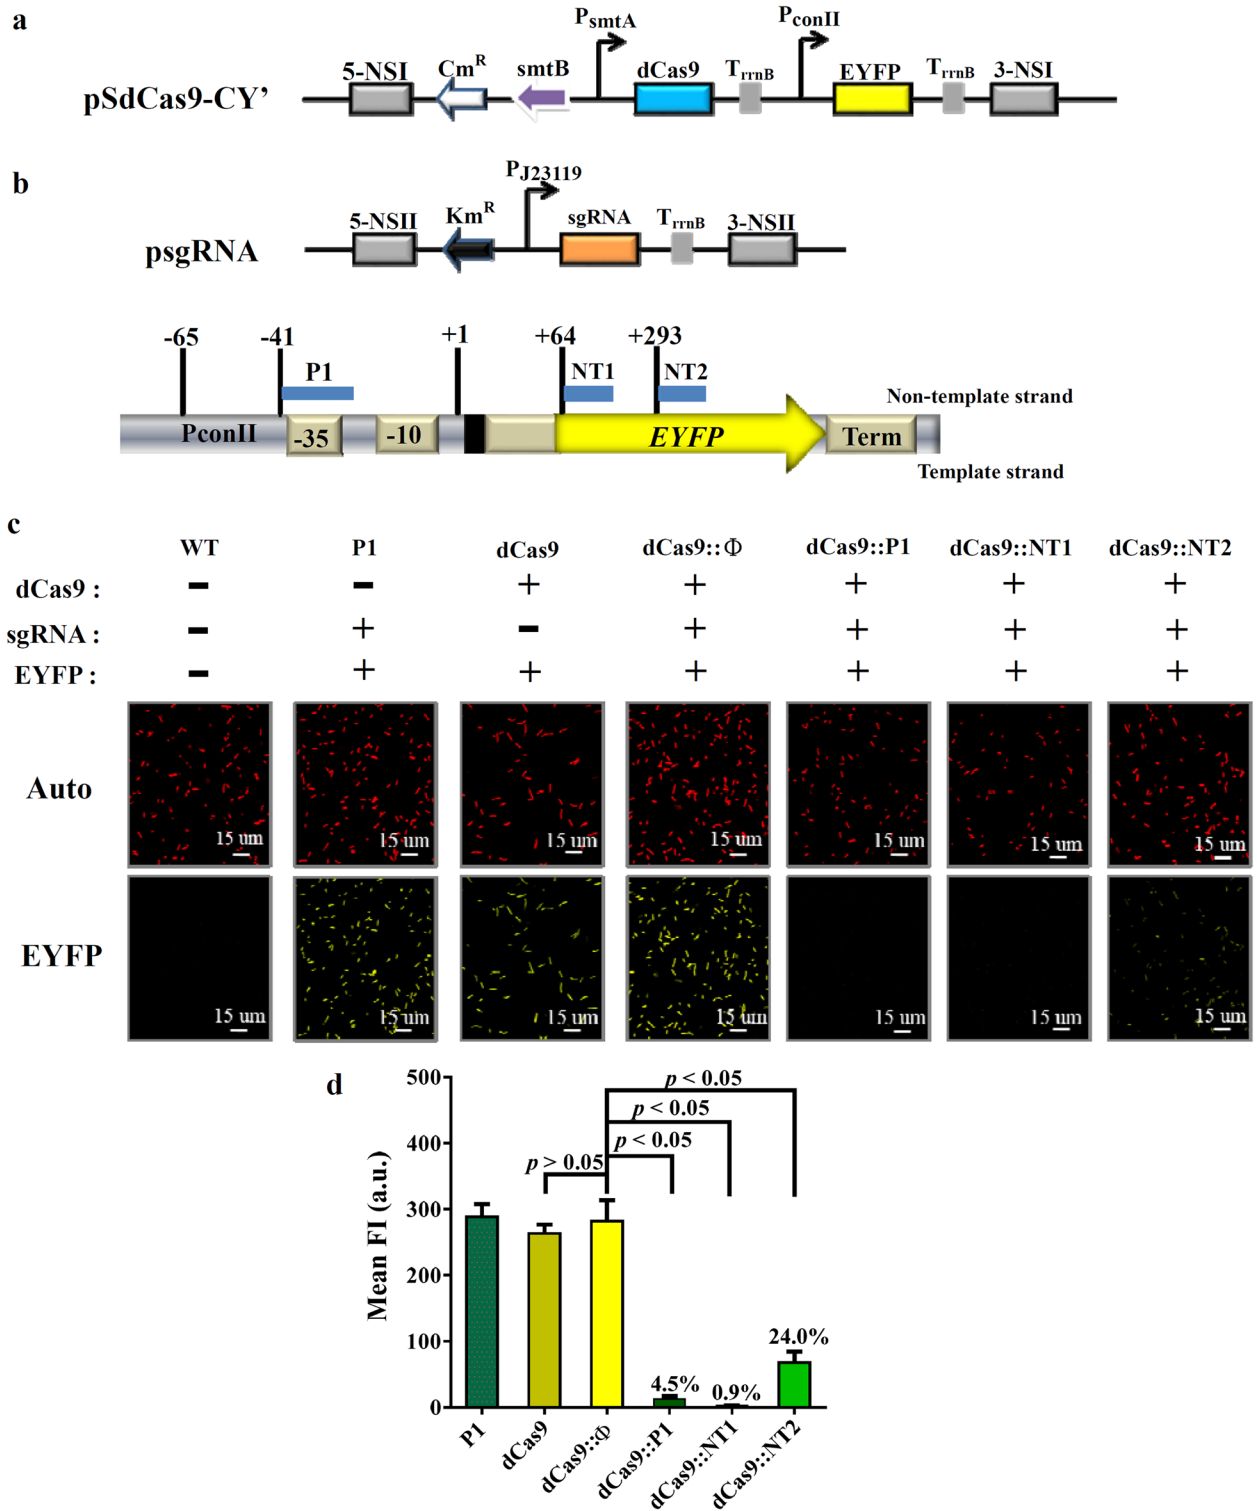 a
PsmtA PconII
5-NSI CmR smtB dCas9 TrrnB EYFP TrrnB 3-NSI
pSdCas9-CY’
b
PJ23119
5-NSII KmR sgRNA TrrnB 3-NSII
psgRNA
-65 -41 +1 +64 +293
P1 NT1 NT2
Non-template strand
PconII -35 -10 EYFP Term
Template strand
c
WT P1 dCas9 dCas9::Φ dCas9::P1 dCas9::NT1 dCas9::NT2
dCas9 : - - + + + + +
sgRNA : - + - + + + +
EYFP : - + + + + + +
Auto
15 um 15 um 15 um 15 um 15 um 15 um 15 um
EYFP
15 um 15 um 15 um 15 um 15 um 15 um 15 um
d
Mean FI (a.u.)
500
400
300
200
100
0
p < 0.05
p < 0.05
p < 0.05
p > 0.05
4.5% 0.9% 24.0%
P1 dCas9 dCas9::Φ dCas9::P1 dCas9::NT1 dCas9::NT2